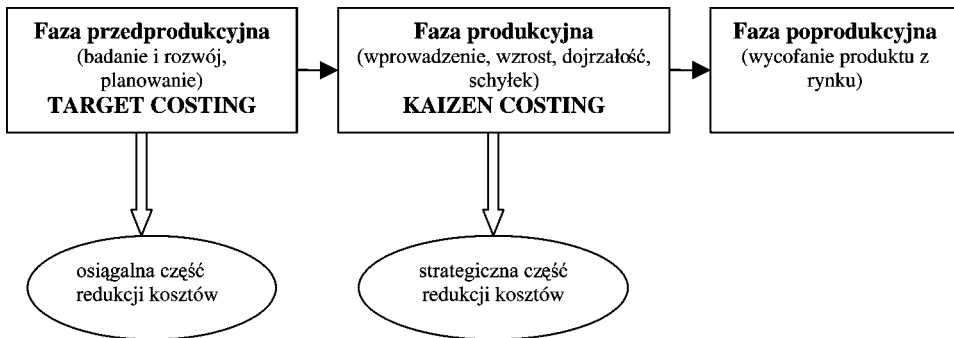 Faza przedprodukcyjna
(badanie i rozwój,
planowanie)
TARGET COSTING
Faza produkcyjna
(wprowadzenie, wzrost, dojrzałość,
schyłek)
KAIZEN COSTING
Faza poprodukcyjna
(wycofanie produktu z
rynku)
osiągalna część
redukcji kosztów
strategiczna część
redukcji kosztów